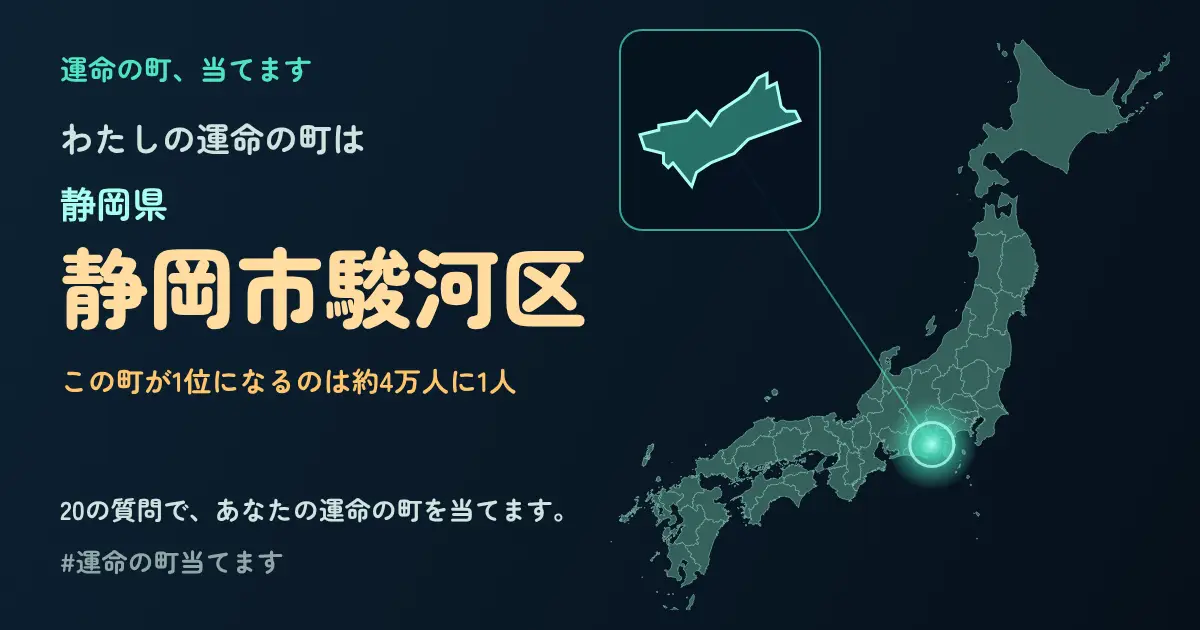 運命の町、当てます
わたしの運命の町は
静岡県
静岡市駿河区
この町が1位になるのは約4万人に1人
20の質問で、あなたの運命の町を当てます。
#運命の町当てます